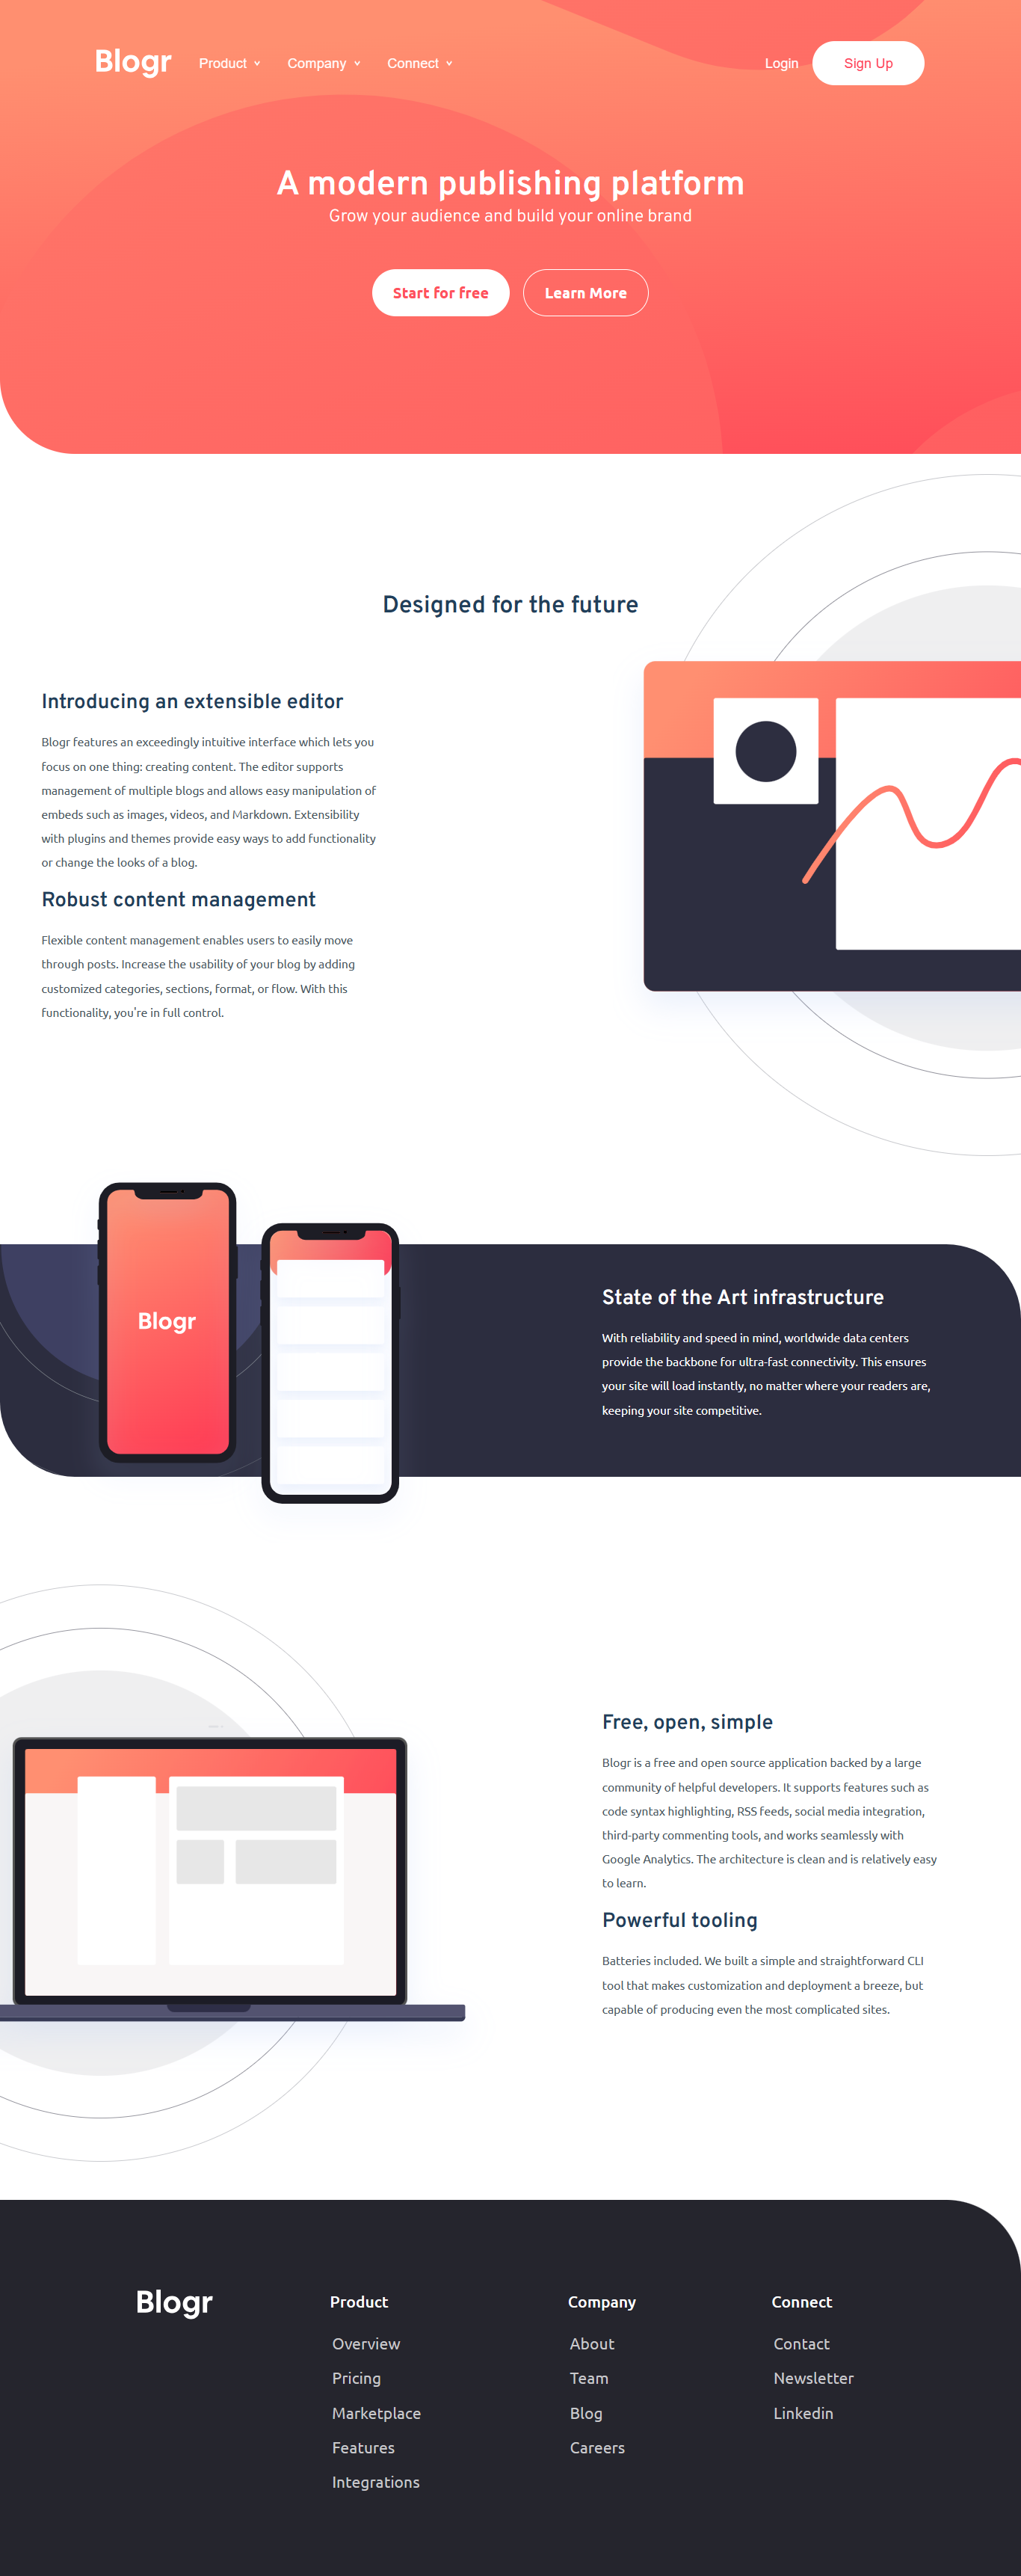 Blogr Product Company Connect Login Sign Up
A modern publishing platform
Grow your audience and build your online brand
Start for free Learn More
Designed for the future
Introducing an extensible editor
Blogr features an exceedingly intuitive interface which lets you
focus on one thing: creating content. The editor supports
management of multiple blogs and allows easy manipulation of
embeds such as images, videos, and Markdown. Extensibility
with plugins and themes provide easy ways to add functionality
or change the looks of a blog.
Robust content management
Flexible content management enables users to easily move
through posts. Increase the usability of your blog by adding
customized categories, sections, format, or flow. With this
functionality, you're in full control.
Blogr
State of the Art infrastructure
With reliability and speed in mind, worldwide data centers
provide the backbone for ultra-fast connectivity. This ensures
your site will load instantly, no matter where your readers are,
keeping your site competitive.
Free, open, simple
Blogr is a free and open source application backed by a large
community of helpful developers. It supports features such as
code syntax highlighting, RSS feeds, social media integration,
third-party commenting tools, and works seamlessly with
Google Analytics. The architecture is clean and is relatively easy
to learn.
Powerful tooling
Batteries included. We built a simple and straightforward CLI
tool that makes customization and deployment a breeze, but
capable of producing even the most complicated sites.
Blogr
Product
Overview
Pricing
Marketplace
Features
Integrations
Company
About
Team
Blog
Careers
Connect
Contact
Newsletter
Linkedin